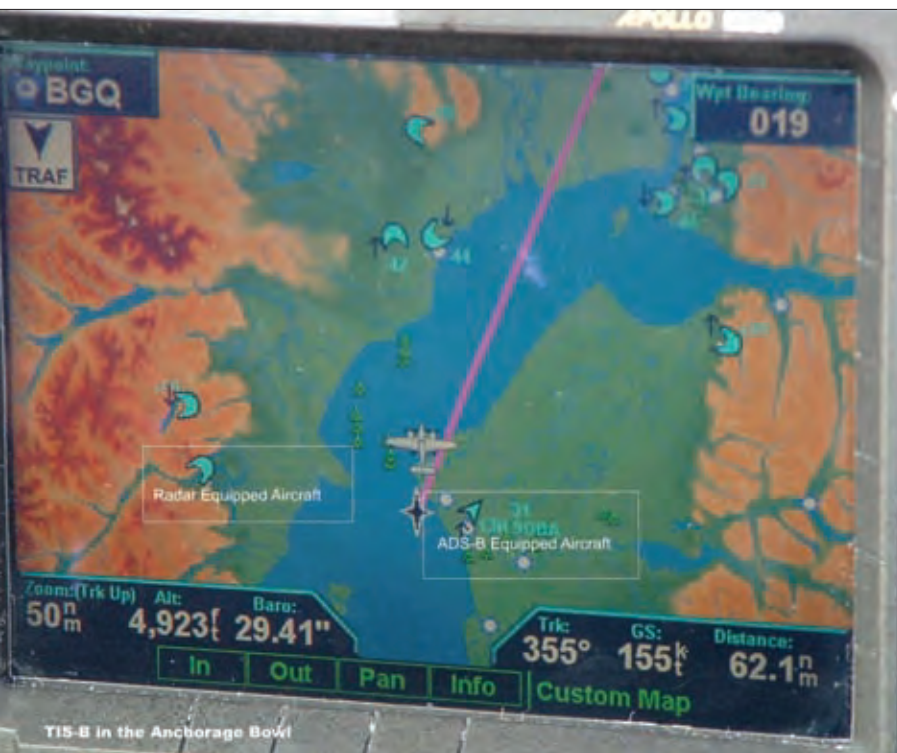 APOLLO
Waypoint:
BGQ
Wpt Bearing:
019
TRAF
44
Radar Equipped Aircraft
31
ADS-B Equipped Aircraft
Zoom:(Trk Up)
50nm
Alt:
4,923ft
Baro:
29.41"
Trk:
355°
GS:
155kt
Distance:
62.1nm
In
Out
Pan
Info
Custom Map
TIS-B in the Anchorage Bowl